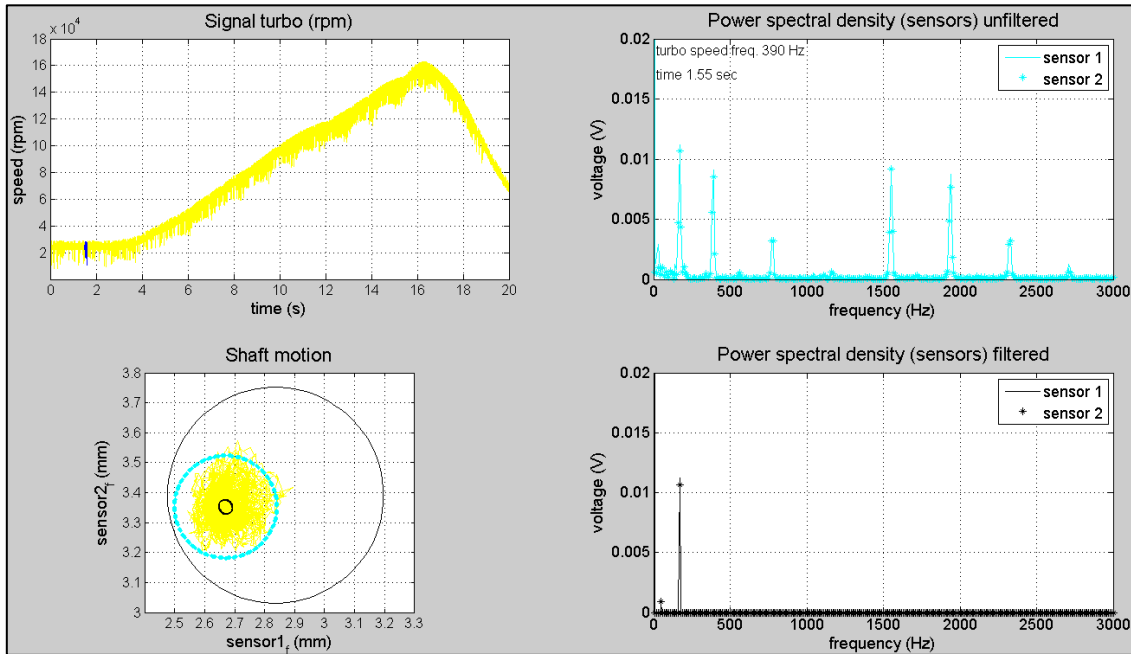 Signal turbo (rpm)
x 10^4
18
16
14
12
10
8
6
4
2
speed (rpm)
0 2 4 6 8 10 12 14 16 18 20
time (s)
Power spectral density (sensors) unfiltered
turbo speed freq. 390 Hz
time 1.55 sec
sensor 1
sensor 2
0.02
0.015
0.01
0.005
0
voltage (V)
0 500 1000 1500 2000 2500 3000
frequency (Hz)
Shaft motion
3.8
3.7
3.6
3.5
3.4
3.3
3.2
3.1
3
sensor2_f (mm)
2.5 2.6 2.7 2.8 2.9 3 3.1 3.2 3.3
sensor1_f (mm)
Power spectral density (sensors) filtered
sensor 1
sensor 2
0.02
0.015
0.01
0.005
0
voltage (V)
0 500 1000 1500 2000 2500 3000
frequency (Hz)